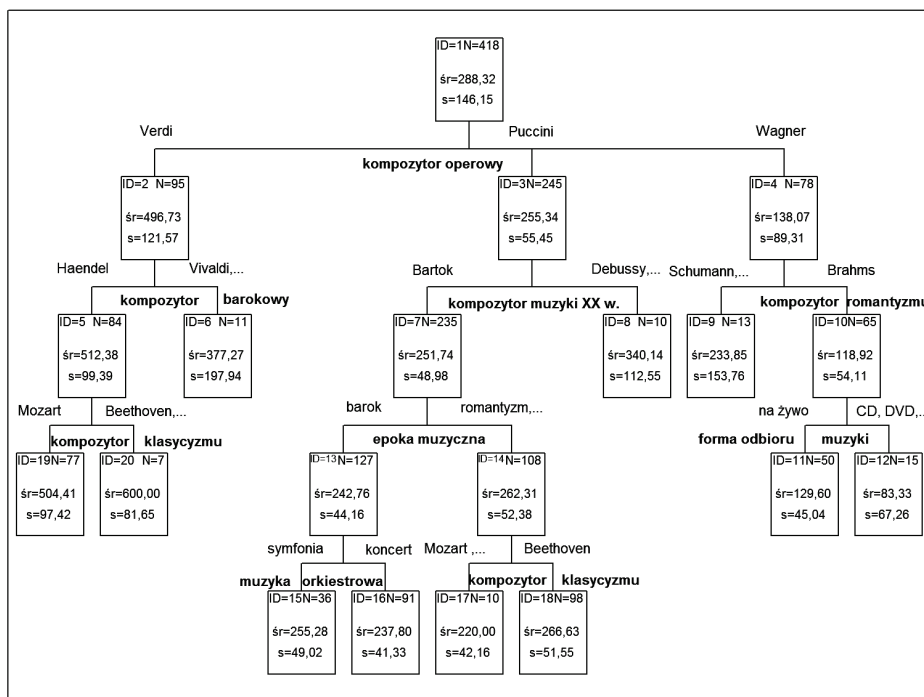 ID=1N=418
śr=288,32
s=146,15
Verdi
Puccini
Wagner
kompozytor operowy
ID=2 N=95
śr=496,73
s=121,57
ID=3N=245
śr=255,34
s=55,45
ID=4 N=78
śr=138,07
s=89,31
Haendel
Vivaldi,...
Bartok
Debussy,...
Schumann,...
Brahms
kompozytor barokowy
kompozytor muzyki XX w.
kompozytor romantyzmu
ID=5 N=84
śr=512,38
s=99,39
ID=6 N=11
śr=377,27
s=197,94
ID=7N=235
śr=251,74
s=48,98
ID=8 N=10
śr=340,14
s=112,55
ID=9 N=13
śr=233,85
s=153,76
ID=10N=65
śr=118,92
s=54,11
Mozart
Beethoven,...
barok
romantyzm,...
na żywo
CD, DVD,..
kompozytor klasycyzmu
epoka muzyczna
forma odbioru muzyki
ID=19N=77
śr=504,41
s=97,42
ID=20 N=7
śr=600,00
s=81,65
ID=13N=127
śr=242,76
s=44,16
ID=14N=108
śr=262,31
s=52,38
ID=11N=50
śr=129,60
s=45,04
ID=12N=15
śr=83,33
s=67,26
symfonia
koncert
Mozart ,...
Beethoven
muzyka orkiestrowa
kompozytor klasycyzmu
ID=15N=36
śr=255,28
s=49,02
ID=16N=91
śr=237,80
s=41,33
ID=17N=10
śr=220,00
s=42,16
ID=18N=98
śr=266,63
s=51,55